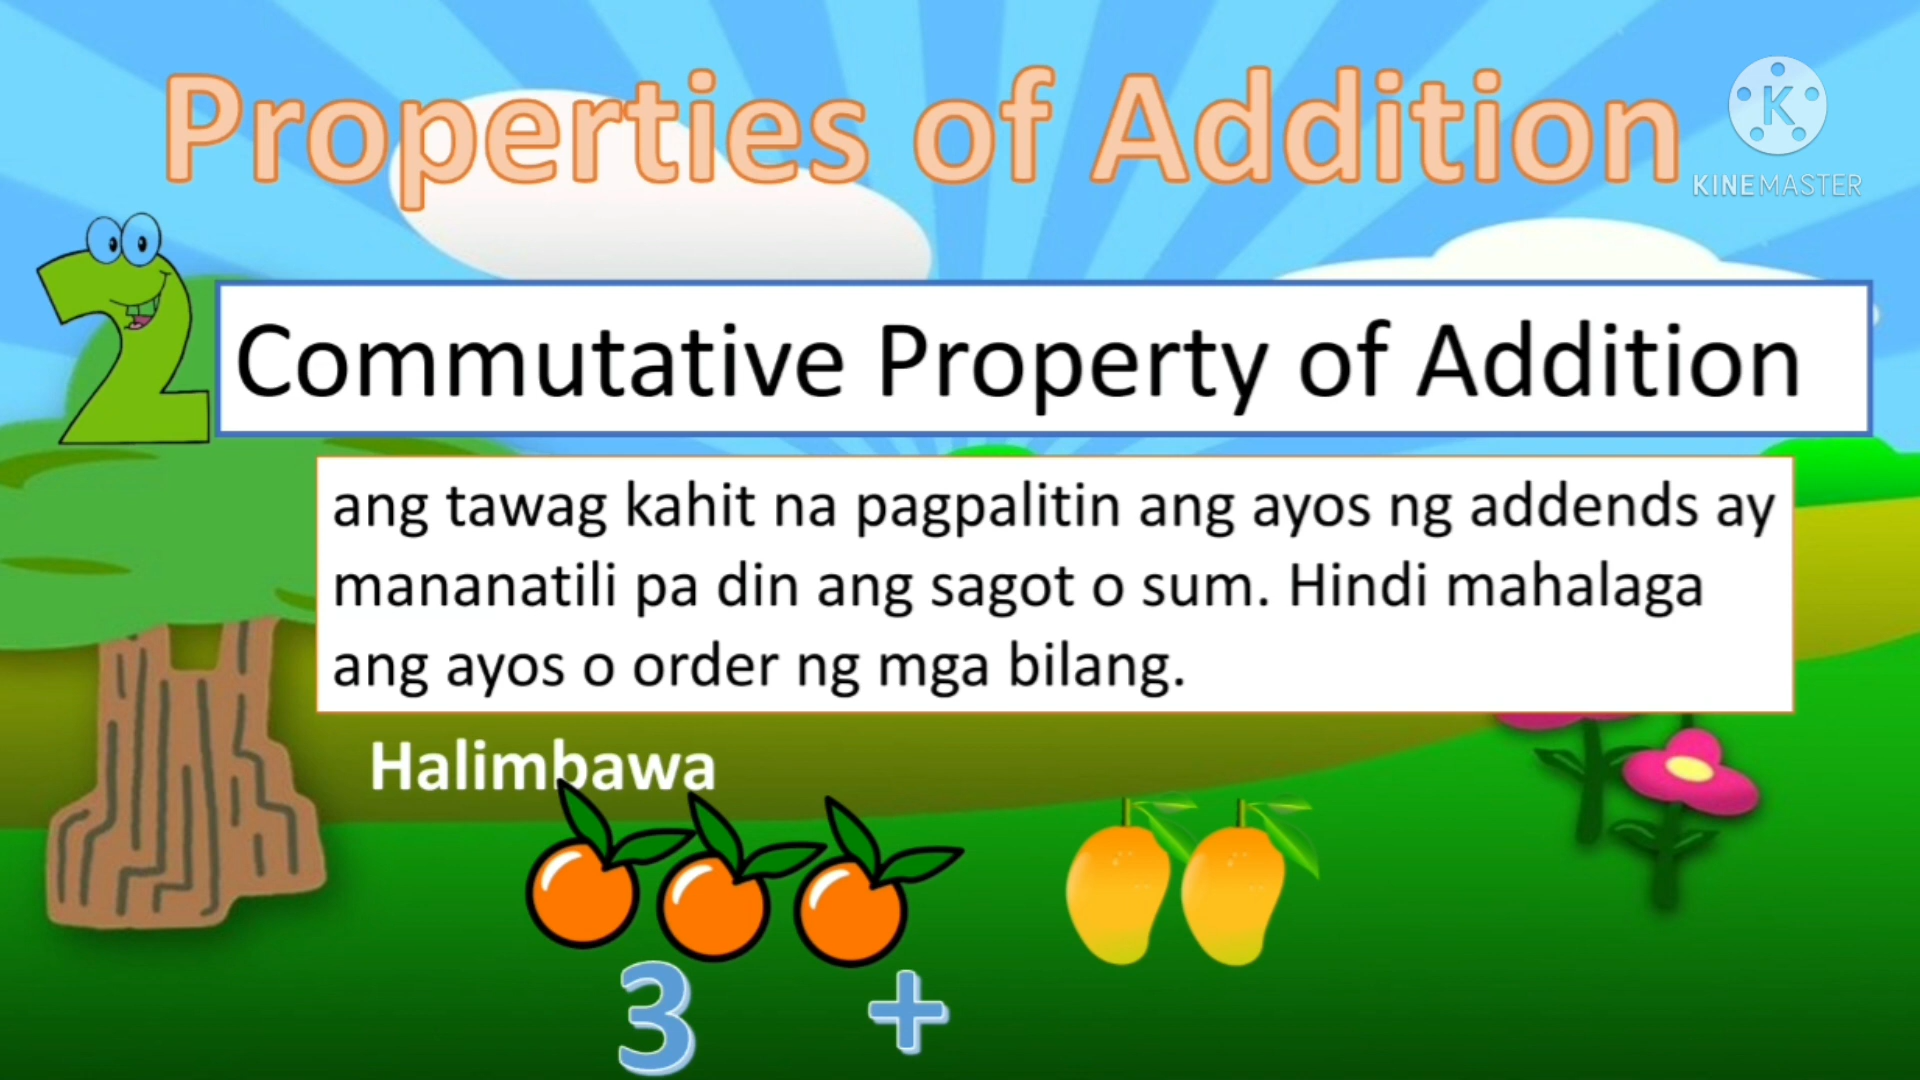 Properties of Addition
KINEMASTER
2
Commutative Property of Addition
ang tawag kahit na pagpalitin ang ayos ng addends ay
mananatili pa din ang sagot o sum. Hindi mahalaga
ang ayos o order ng mga bilang.
Halimbawa
3 +